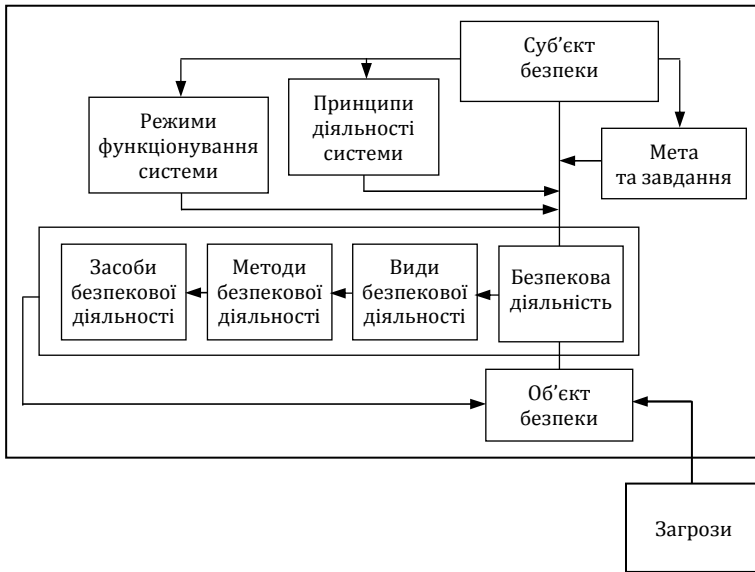 Суб’єкт
безпеки
Режими
функціонування
системи
Принципи
діяльності
системи
Мета
та завдання
Засоби
безпекової
діяльності
Методи
безпекової
діяльності
Види
безпекової
діяльності
Безпекова
діяльність
Об’єкт
безпеки
Загрози